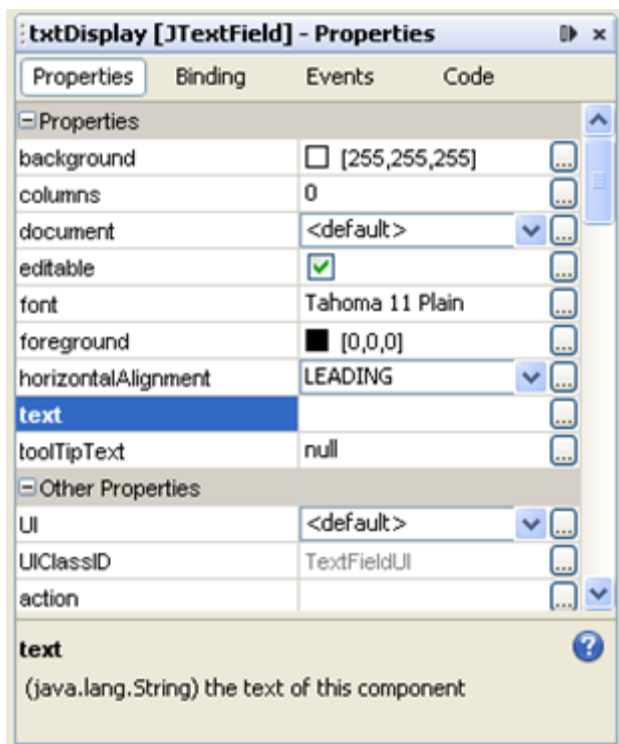 txtDisplay [JTextField] - Properties
Properties Binding Events Code
Properties
background [255,255,255] ...
columns 0 ...
document <default> ...
editable ...
font Tahoma 11 Plain ...
foreground [0,0,0] ...
horizontalAlignment LEADING ...
text ...
toolTipText null ...
Other Properties
UI <default> ...
UIClassID TextFieldUI ...
action ...
text ?
(java.lang.String) the text of this component